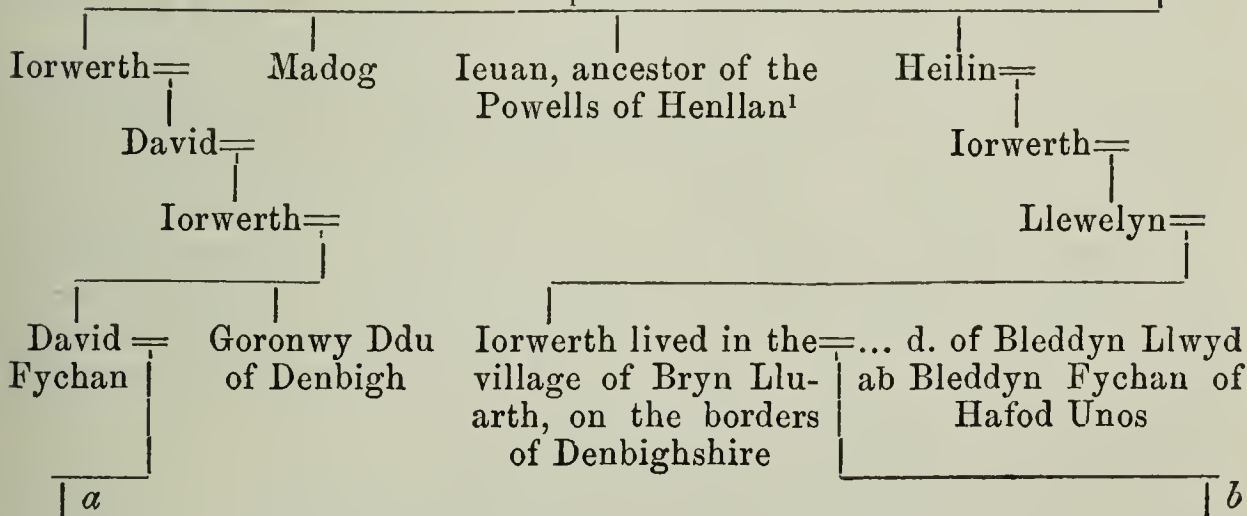 Iorwerth= Madog Ieuan, ancestor of the Heilin=
Powells of Henllan¹
David= Iorwerth=
Iorwerth= Llewelyn=
David = Goronwy Ddu Iorwerth lived in the=... d. of Bleddyn Llwyd
Fychan of Denbigh village of Bryn Llu- ab Bleddyn Fychan of
arth, on the borders Hafod Unos
of Denbighshire
a b